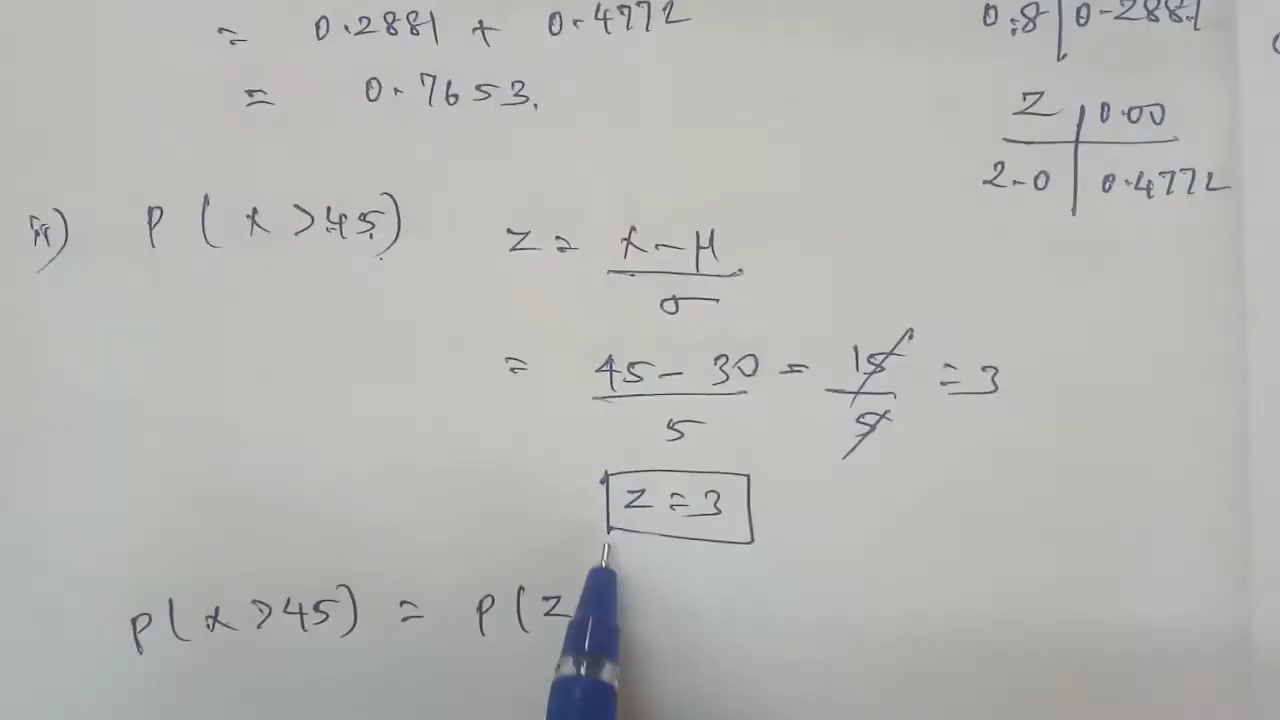 = 0.2881 + 0.4772
0.8 | 0.2881
= 0.7653.
Z | 0.00
2.0 | 0.4772
ii) P ( x > 45)
z = x - μ
σ
= 45 - 30 = 15 = 3
5 5
z = 3
P(x > 45) = P(z